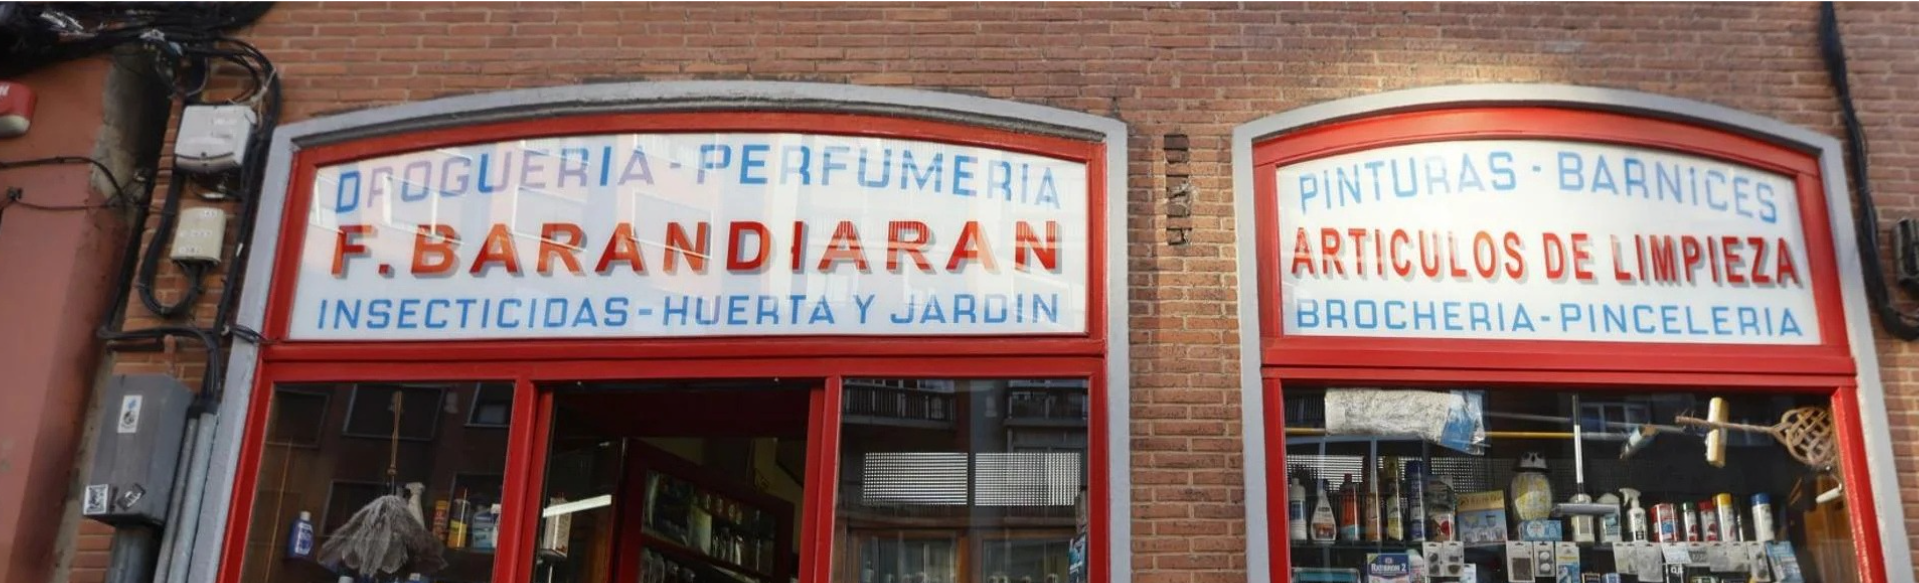 DROGUERIA - PERFUMERIA
F. BARANDIARAN
INSECTICIDAS - HUERTA Y JARDIN
PINTURAS - BARNICES
ARTICULOS DE LIMPIEZA
BROCHERIA - PINCELERIA